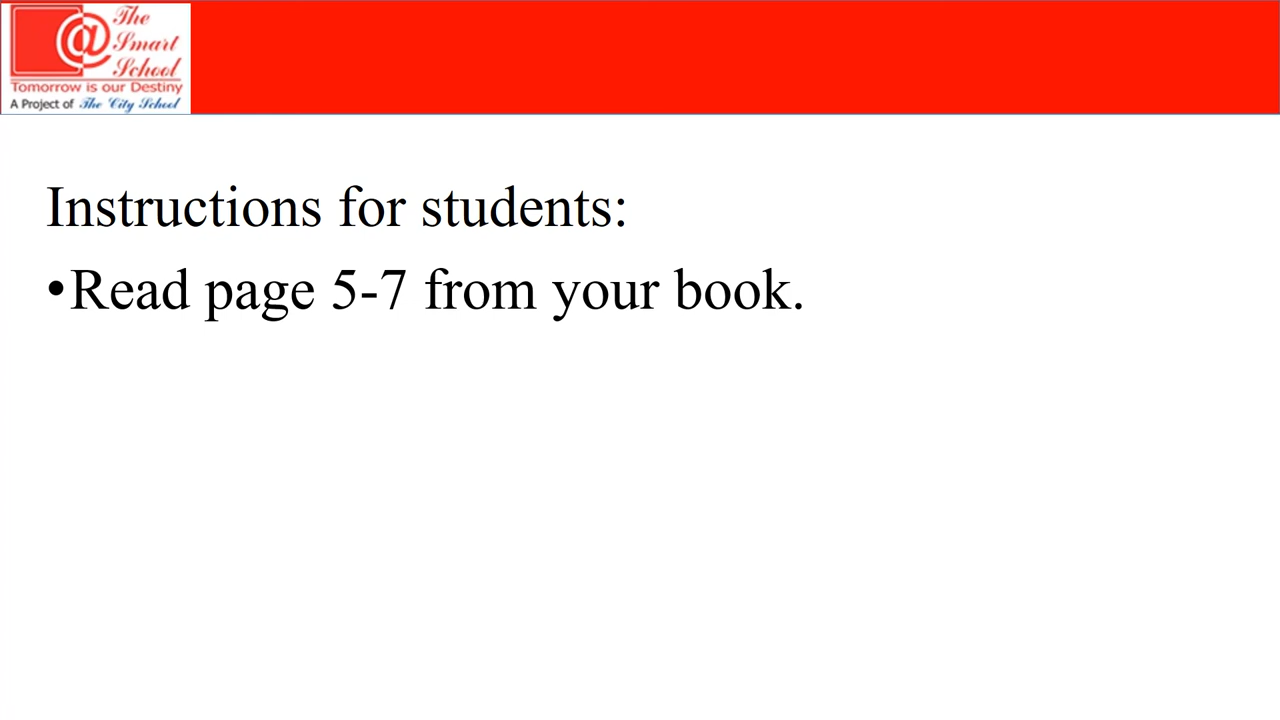 The
Smart
School
Tomorrow is our Destiny
A Project of The City School
Instructions for students:
•Read page 5-7 from your book.